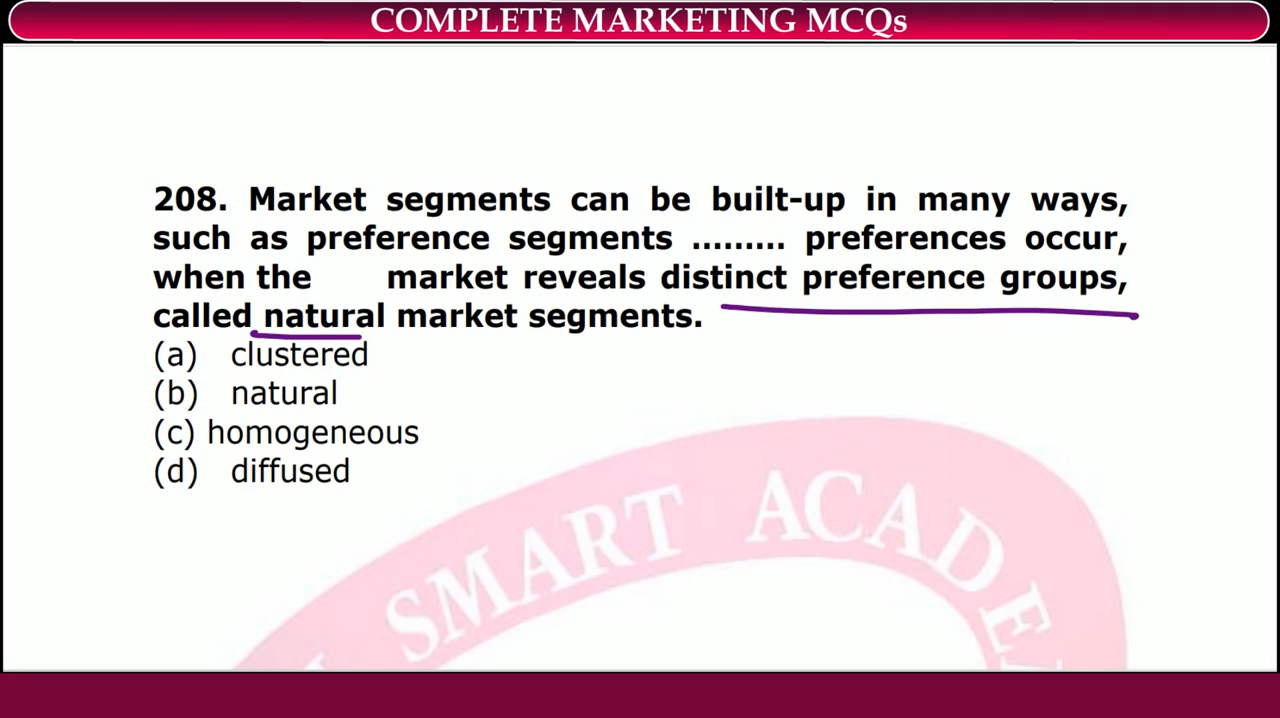 COMPLETE MARKETING MCQs
208. Market segments can be built-up in many ways,
such as preference segments ......... preferences occur,
when the market reveals distinct preference groups,
called natural market segments.
(a) clustered
(b) natural
(c) homogeneous
(d) diffused
SMART ACADE